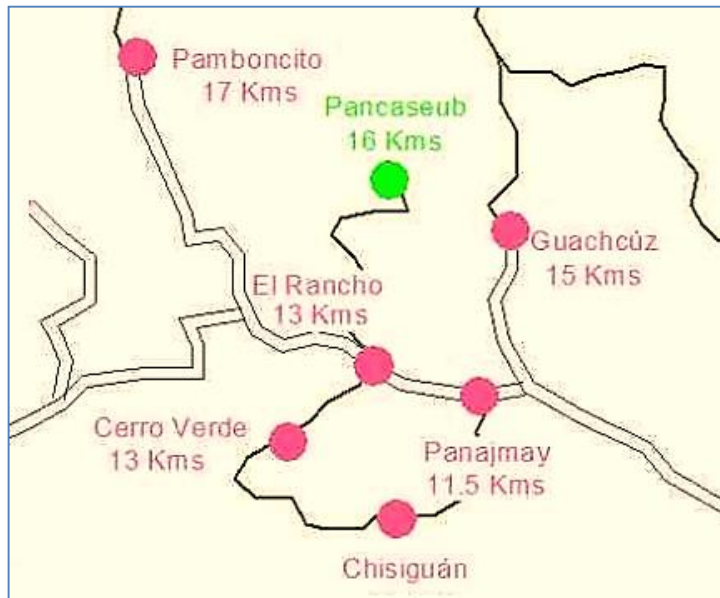 Pamboncito
17 Kms
Pancaseub
16 Kms
Guachcúz
15 Kms
El Rancho
13 Kms
Cerro Verde
13 Kms
Panajmay
11.5 Kms
Chisiguán